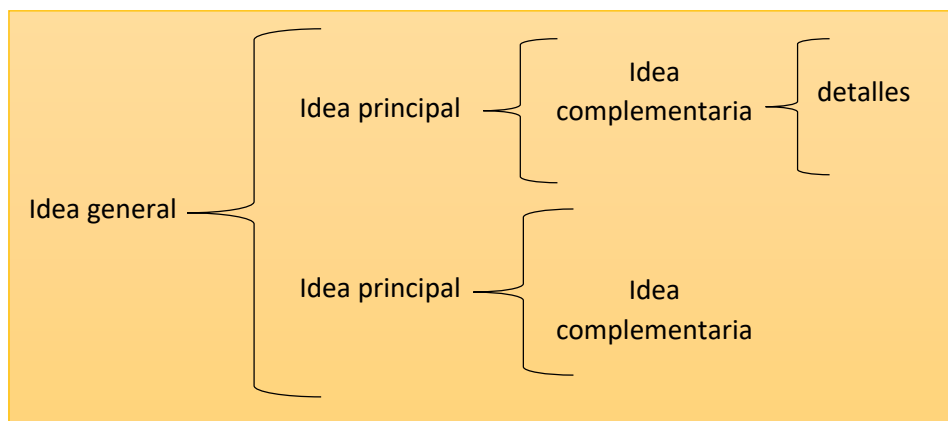 Idea general
Idea principal
Idea
complementaria
detalles
Idea principal
Idea
complementaria